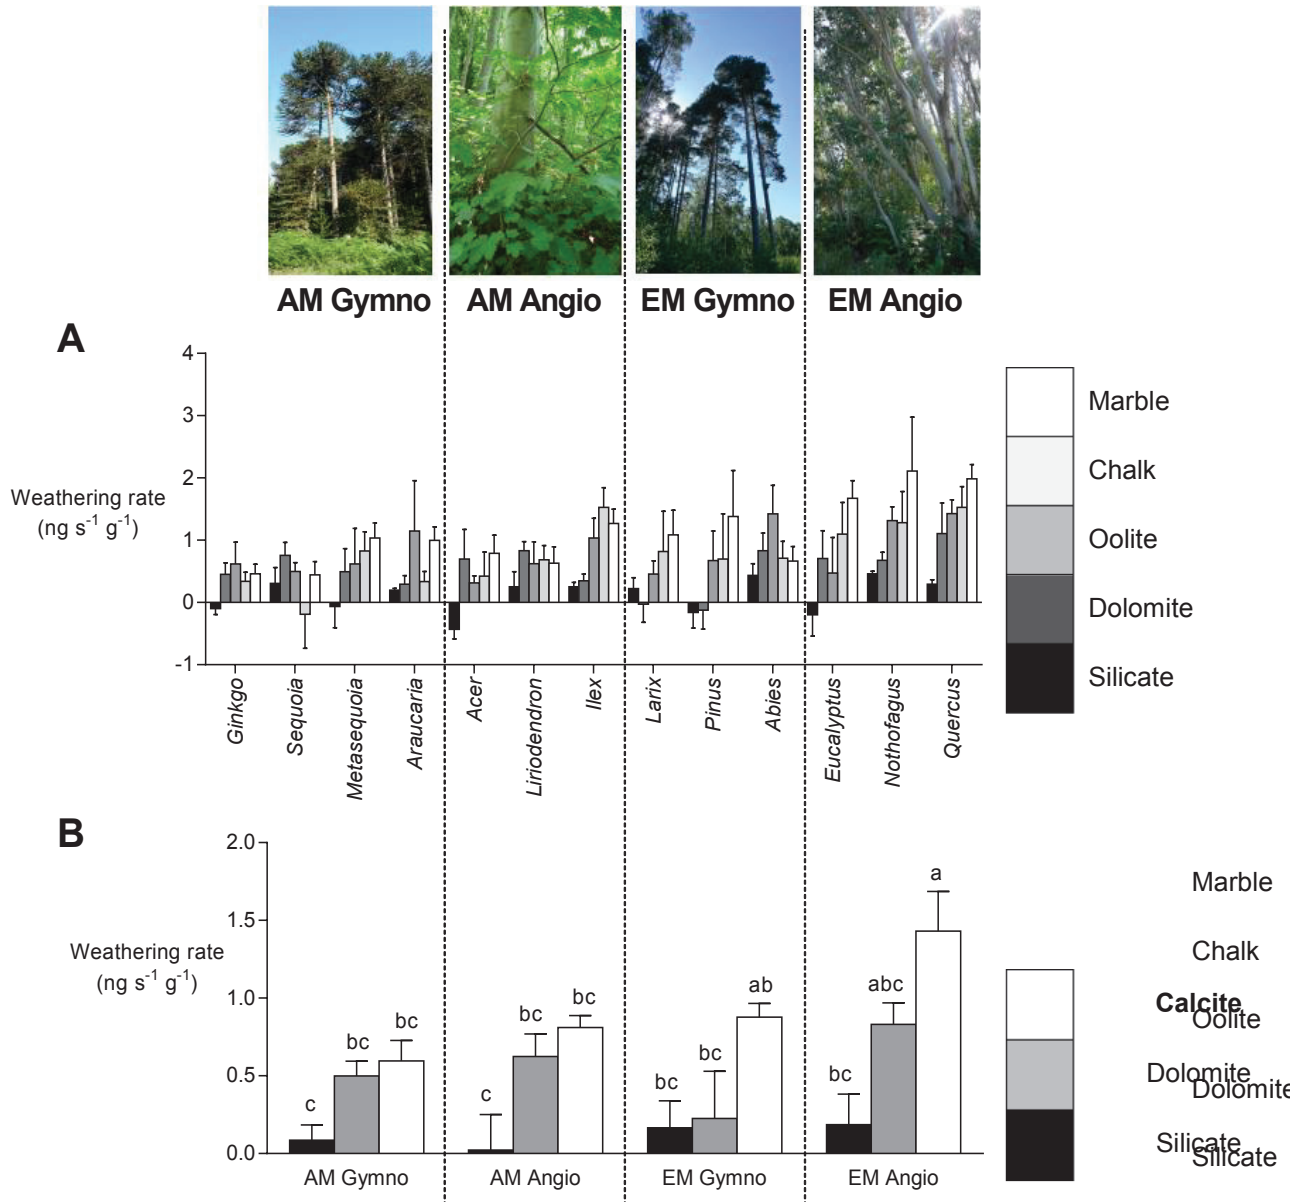 AM Gymno AM Angio EM Gymno EM Angio
A
4
3
2
1
0
-1
Weathering rate
(ng s⁻¹ g⁻¹)
Marble
Chalk
Oolite
Dolomite
Silicate
Ginkgo
Sequoia
Metasequoia
Araucaria
Acer
Liriodendron
Ilex
Larix
Pinus
Abies
Eucalyptus
Nothofagus
Quercus
B
2.0
1.5
1.0
0.5
0.0
Weathering rate
(ng s⁻¹ g⁻¹)
c bc bc
c bc bc
bc bc ab
bc abc a
AM Gymno AM Angio EM Gymno EM Angio
Marble
Chalk
Calcite
Oolite
Dolomite
Dolomite
Silicate
Silicate